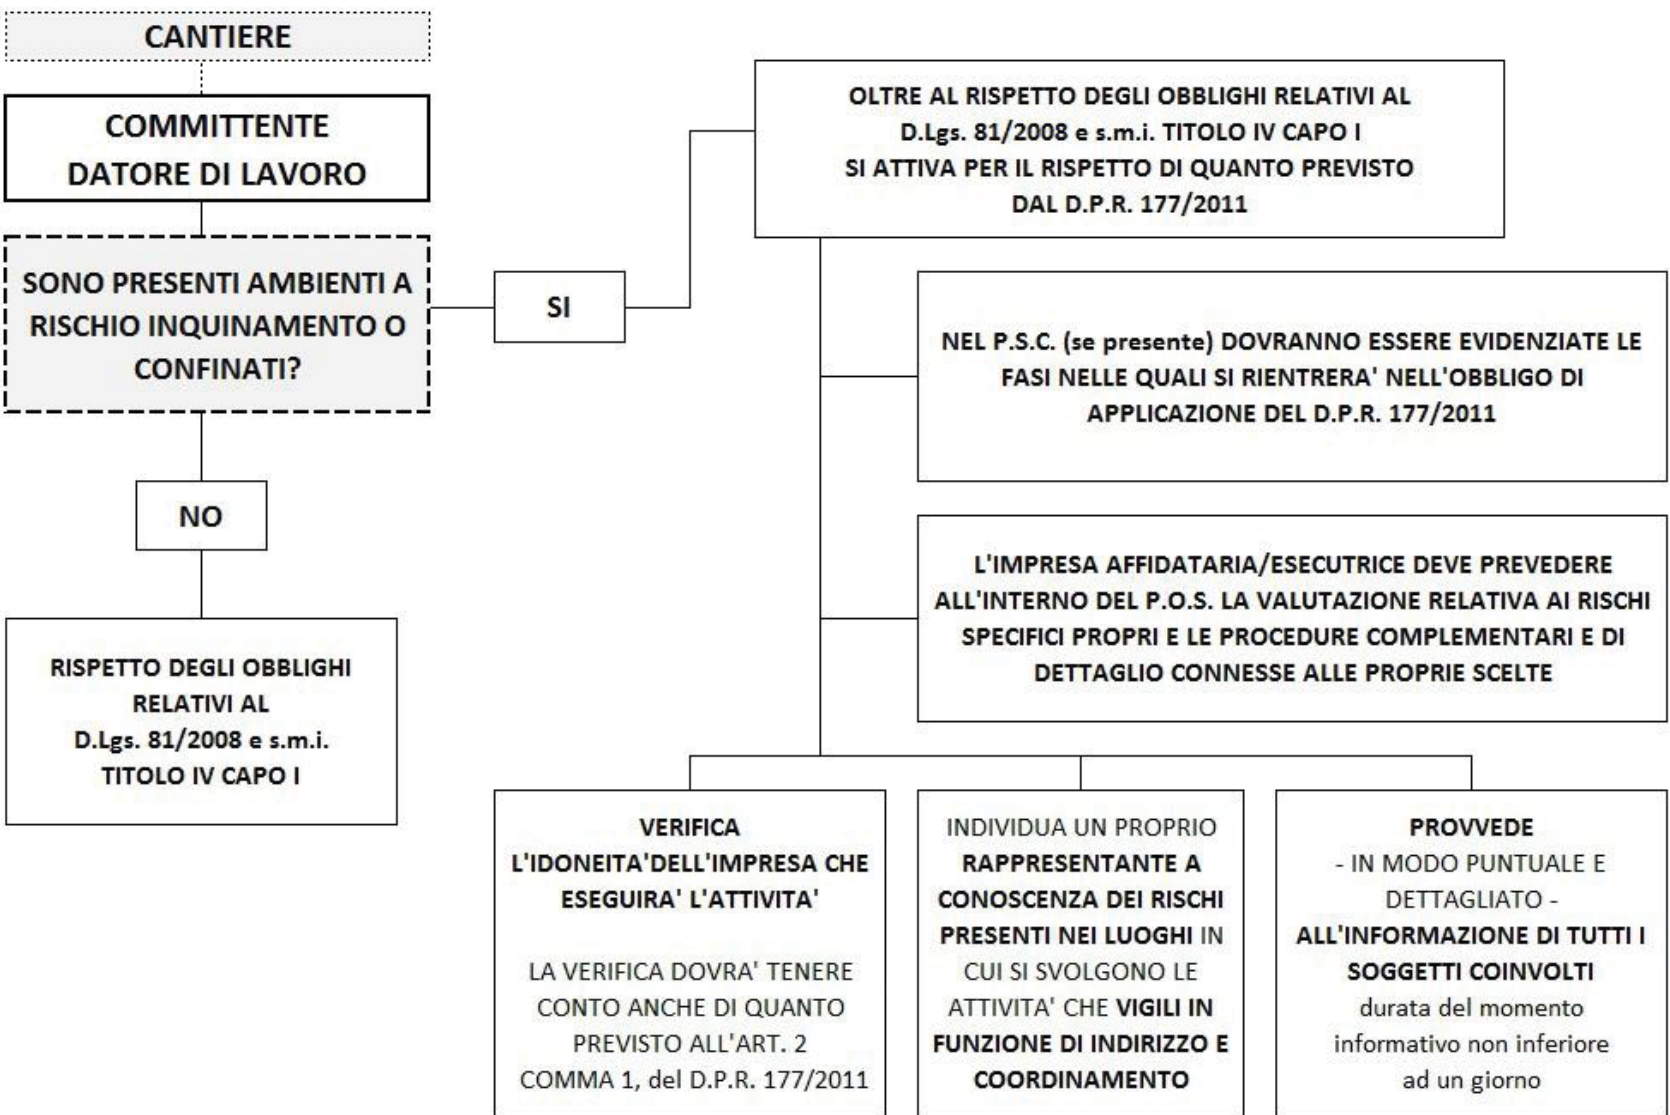 CANTIERE
COMMITTENTE
DATORE DI LAVORO
SONO PRESENTI AMBIENTI A
RISCHIO INQUINAMENTO O
CONFINATI?
SI
NO
RISPETTO DEGLI OBBLIGHI
RELATIVI AL
D.Lgs. 81/2008 e s.m.i.
TITOLO IV CAPO I
OLTRE AL RISPETTO DEGLI OBBLIGHI RELATIVI AL
D.Lgs. 81/2008 e s.m.i. TITOLO IV CAPO I
SI ATTIVA PER IL RISPETTO DI QUANTO PREVISTO
DAL D.P.R. 177/2011
NEL P.S.C. (se presente) DOVRANNO ESSERE EVIDENZIATE LE
FASI NELLE QUALI SI RIENTRERA' NELL'OBBLIGO DI
APPLICAZIONE DEL D.P.R. 177/2011
L'IMPRESA AFFIDATARIA/ESECUTRICE DEVE PREVEDERE
ALL'INTERNO DEL P.O.S. LA VALUTAZIONE RELATIVA AI RISCHI
SPECIFICI PROPRI E LE PROCEDURE COMPLEMENTARI E DI
DETTAGLIO CONNESSE ALLE PROPRIE SCELTE
VERIFICA
L'IDONEITA'DELL'IMPRESA CHE
ESEGUIRA' L'ATTIVITA'
LA VERIFICA DOVRA' TENERE
CONTO ANCHE DI QUANTO
PREVISTO ALL'ART. 2
COMMA 1, del D.P.R. 177/2011
INDIVIDUA UN PROPRIO
RAPPRESENTANTE A
CONOSCENZA DEI RISCHI
PRESENTI NEI LUOGHI IN
CUI SI SVOLGONO LE
ATTIVITA' CHE VIGILI IN
FUNZIONE DI INDIRIZZO E
COORDINAMENTO
PROVVEDE
- IN MODO PUNTUALE E
DETTAGLIATO -
ALL'INFORMAZIONE DI TUTTI I
SOGGETTI COINVOLTI
durata del momento
informativo non inferiore
ad un giorno